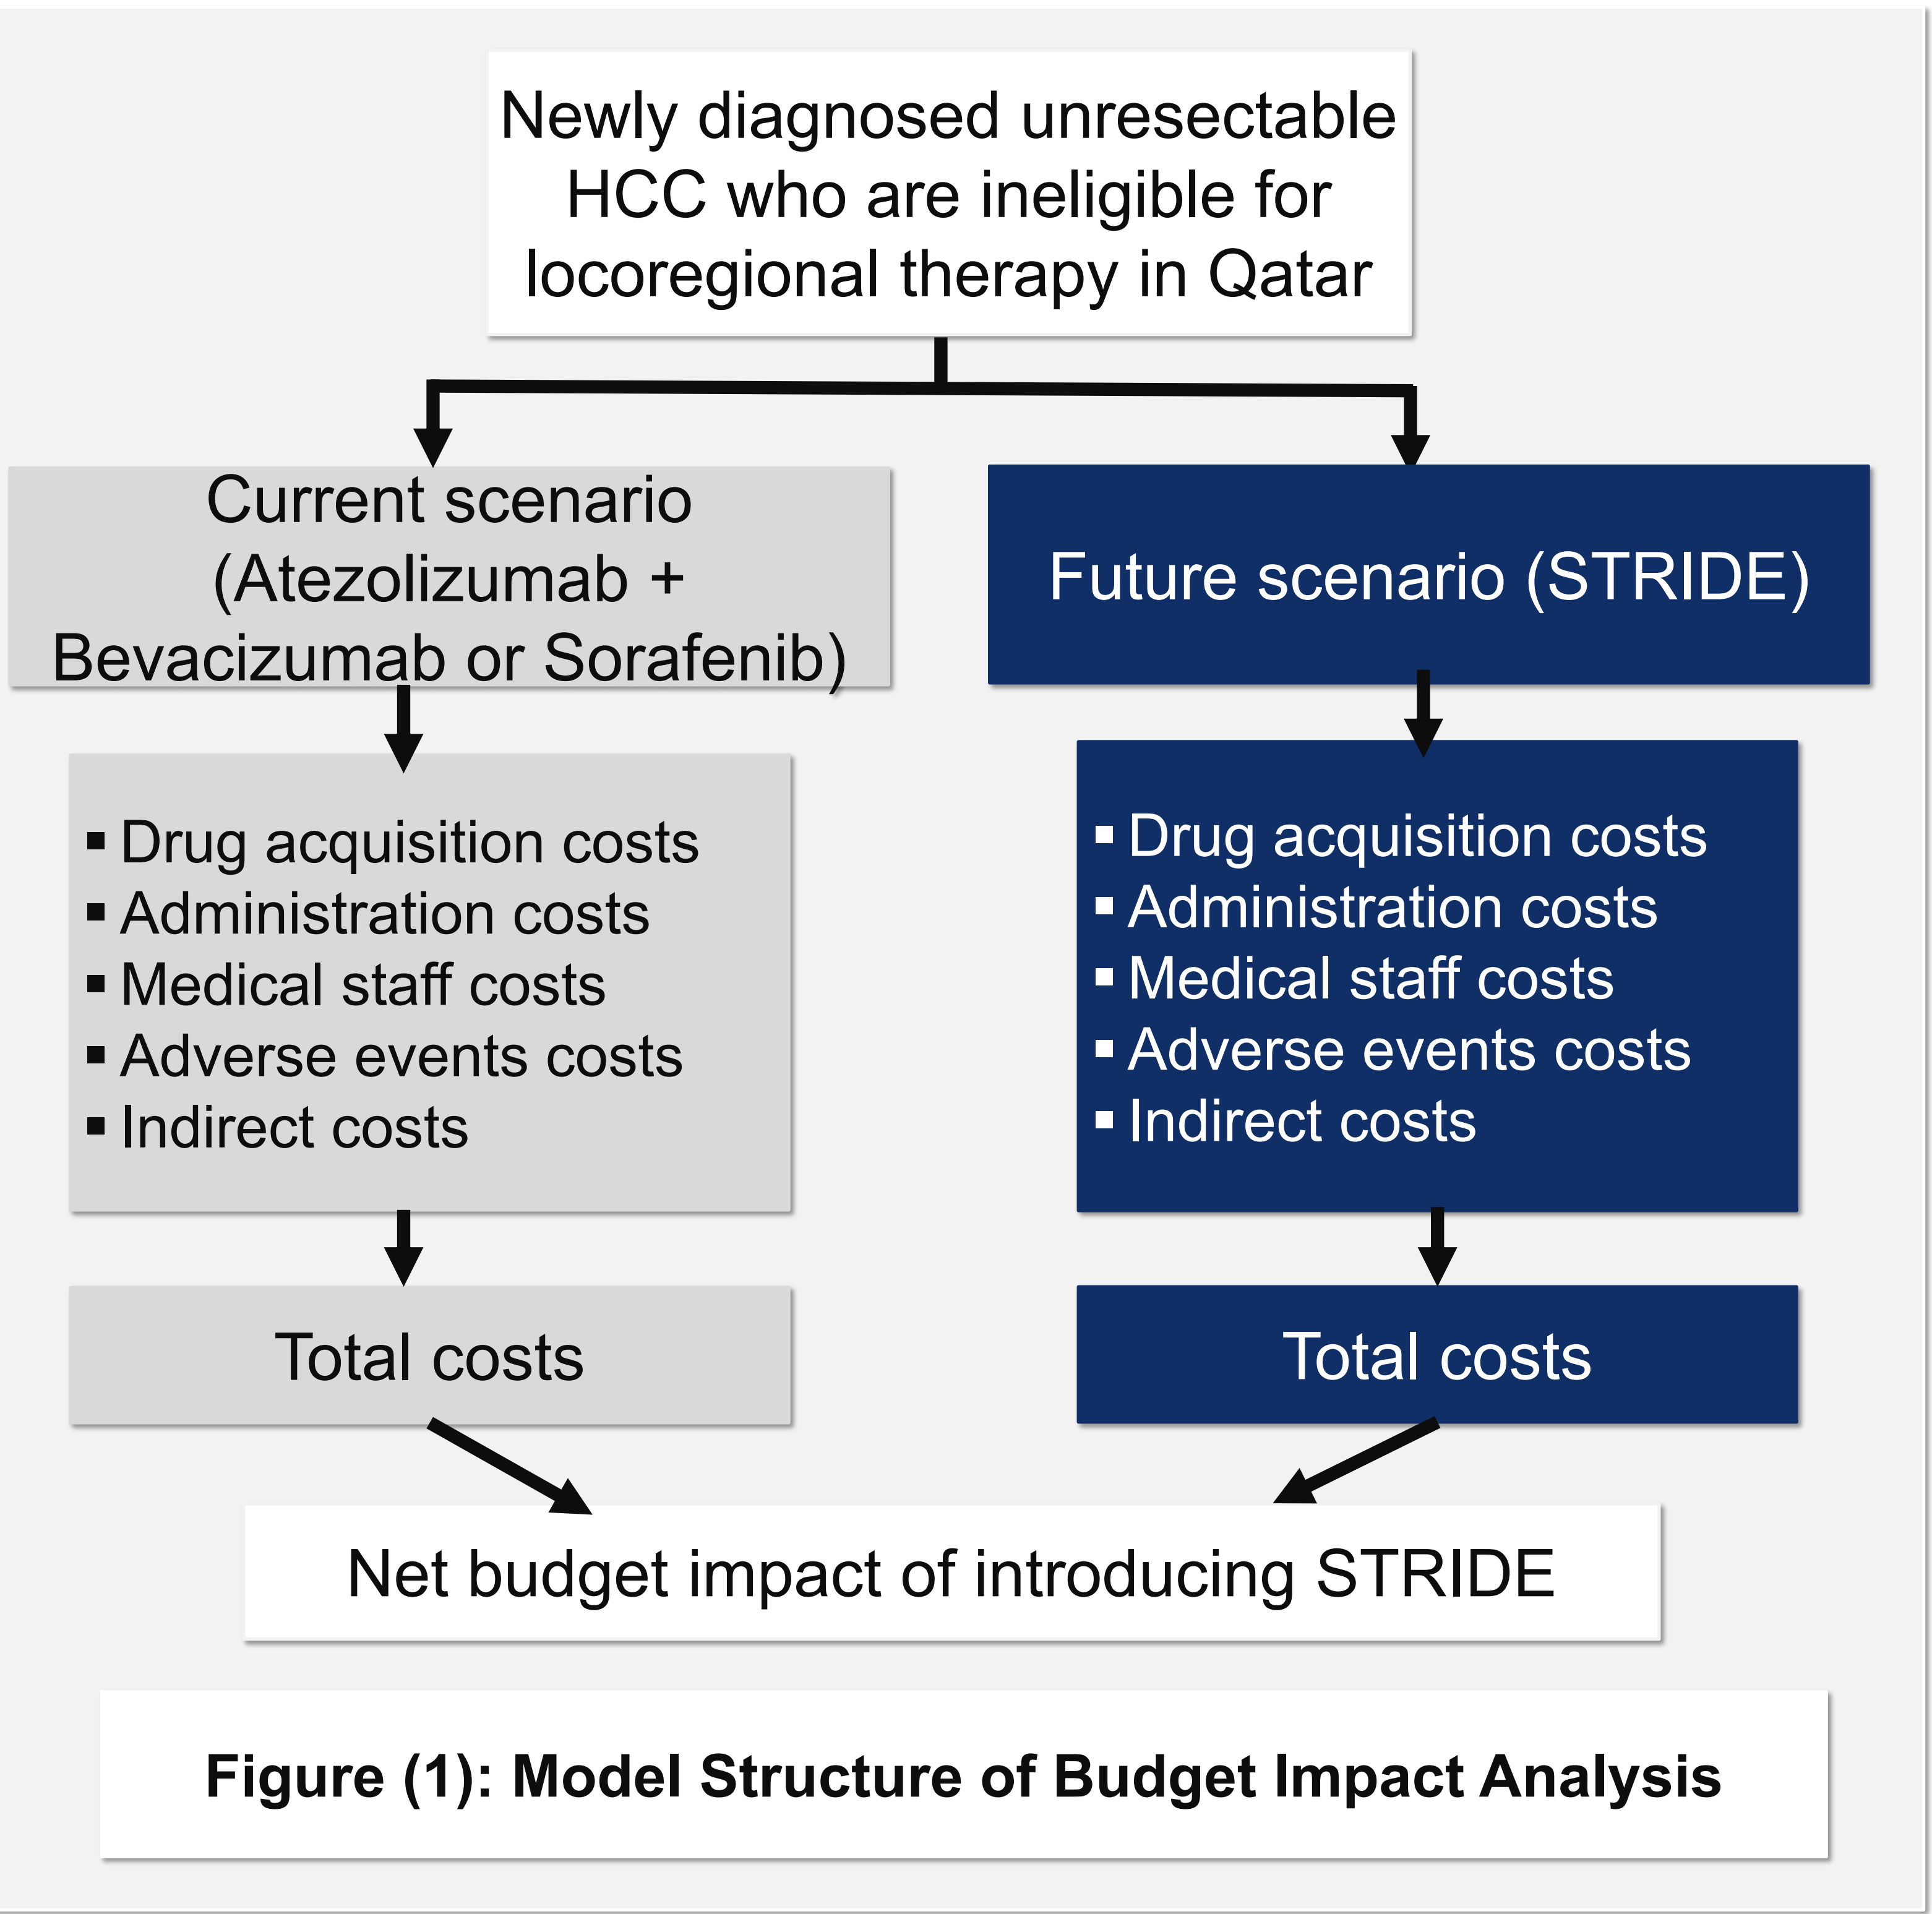 Newly diagnosed unresectable
HCC who are ineligible for
locoregional therapy in Qatar
Current scenario
(Atezolizumab +
Bevacizumab or Sorafenib)
▪ Drug acquisition costs
▪ Administration costs
▪ Medical staff costs
▪ Adverse events costs
▪ Indirect costs
Total costs
Future scenario (STRIDE)
▪ Drug acquisition costs
▪ Administration costs
▪ Medical staff costs
▪ Adverse events costs
▪ Indirect costs
Total costs
Net budget impact of introducing STRIDE
Figure (1): Model Structure of Budget Impact Analysis